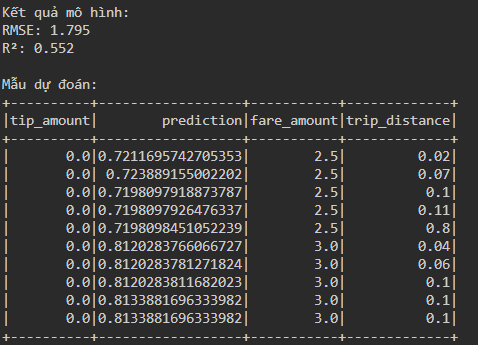 Kết quả mô hình:
RMSE: 1.795
R²: 0.552
Mẫu dự đoán:
+----------+------------------+-----------+-------------+
|tip_amount|        prediction|fare_amount|trip_distance|
+----------+------------------+-----------+-------------+
|       0.0|0.7211695742705353|        2.5|         0.02|
|       0.0| 0.723889155002202|        2.5|         0.07|
|       0.0|0.7198097918873787|        2.5|          0.1|
|       0.0|0.7198097926476337|        2.5|         0.11|
|       0.0|0.7198098451052239|        2.5|          0.8|
|       0.0|0.8120283766066727|        3.0|         0.04|
|       0.0|0.8120283781271824|        3.0|         0.06|
|       0.0|0.8120283811682023|        3.0|          0.1|
|       0.0|0.8133881696333982|        3.0|          0.1|
|       0.0|0.8133881696333982|        3.0|          0.1|
+----------+------------------+-----------+-------------+